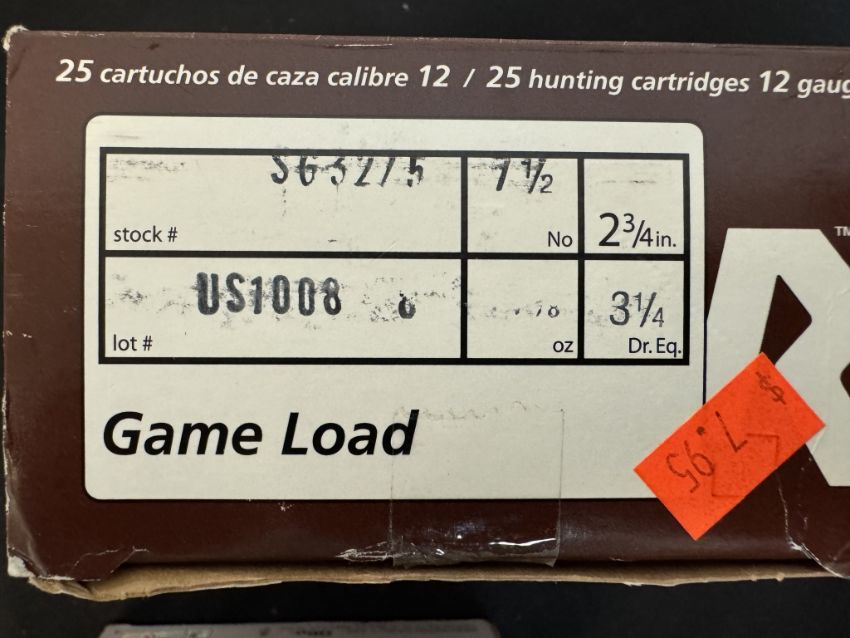 25 cartuchos de caza calibre 12 / 25 hunting cartridges 12 gaug
SG3275 7 1/2
stock # No 2 3/4 in.
US1008 3 1/4
lot # oz Dr. Eq.
Game Load
TM
$ 7.95